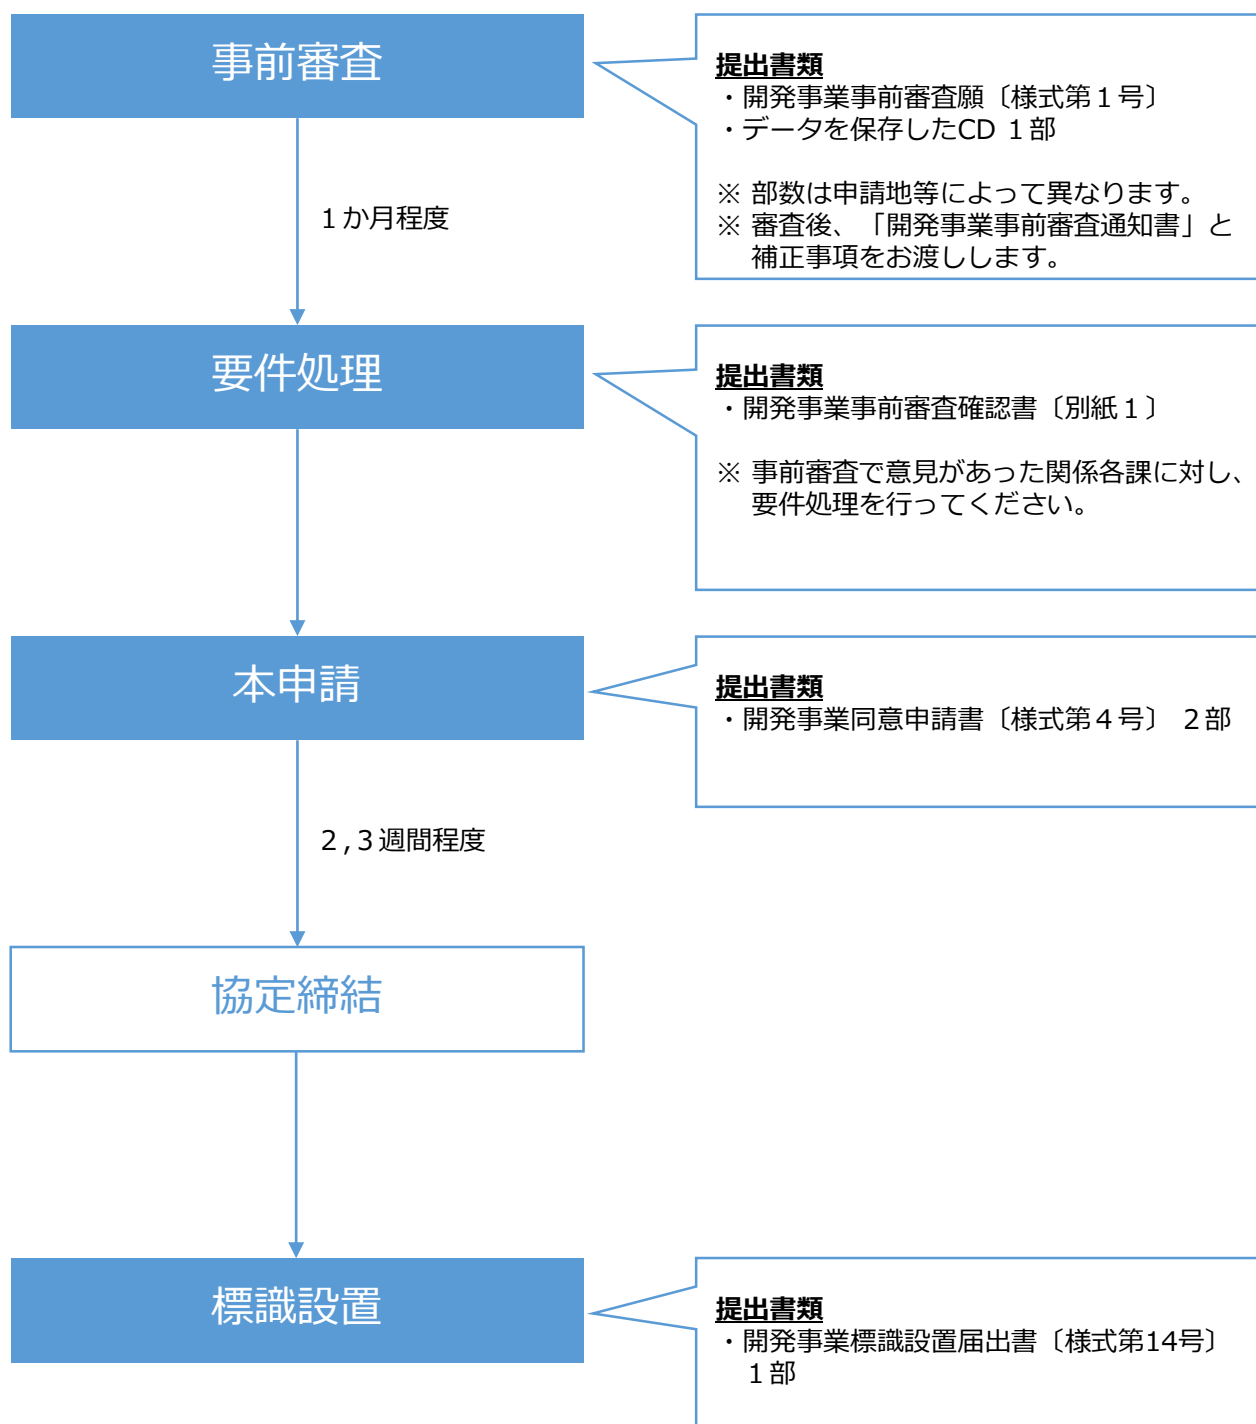 事前審査
提出書類
・開発事業事前審査願〔様式第１号〕
・データを保存したCD １部
※ 部数は申請地等によって異なります。
※ 審査後、「開発事業事前審査通知書」と
補正事項をお渡しします。
１か月程度
要件処理
提出書類
・開発事業事前審査確認書〔別紙１〕
※ 事前審査で意見があった関係各課に対し、
要件処理を行ってください。
本申請
提出書類
・開発事業同意申請書〔様式第４号〕 ２部
２,３週間程度
協定締結
標識設置
提出書類
・開発事業標識設置届出書〔様式第14号〕
１部